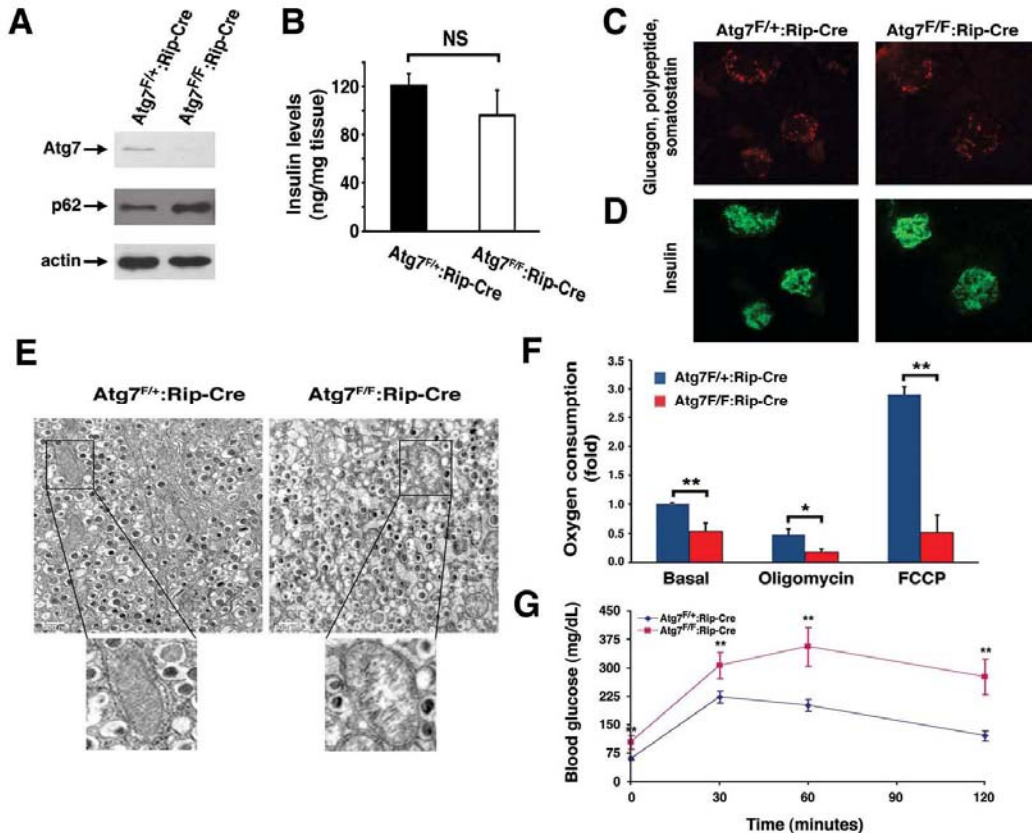 A
Atg7F/+:Rip-Cre
Atg7F/F:Rip-Cre
Atg7
p62
actin
B
NS
Insulin levels
(ng/mg tissue)
120
80
40
0
Atg7F/+:Rip-Cre
Atg7F/F:Rip-Cre
C
Atg7F/+:Rip-Cre
Atg7F/F:Rip-Cre
Glucagon, polypeptide,
somatostatin
D
Insulin
E
Atg7F/+:Rip-Cre
Atg7F/F:Rip-Cre
F
Oxygen consumption
(fold)
3.5
3.0
2.5
2.0
1.5
1.0
0.5
0.0
Atg7F/+:Rip-Cre
Atg7F/F:Rip-Cre
**
*
**
Basal
Oligomycin
FCCP
G
Blood glucose (mg/dL)
450
375
300
225
150
75
0
Atg7F/+:Rip-Cre
Atg7F/F:Rip-Cre
**
**
**
**
0
30
60
90
120
Time (minutes)